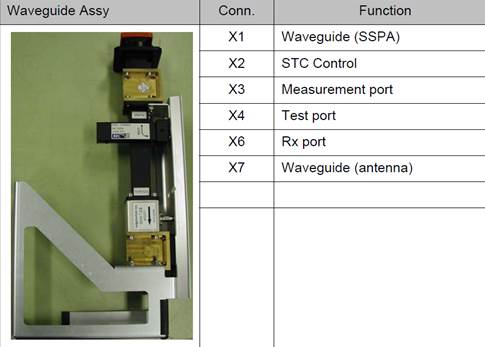 Waveguide Assy Conn. Function
X1 Waveguide (SSPA)
X2 STC Control
X3 Measurement port
X4 Test port
X6 Rx port
X7 Waveguide (antenna)